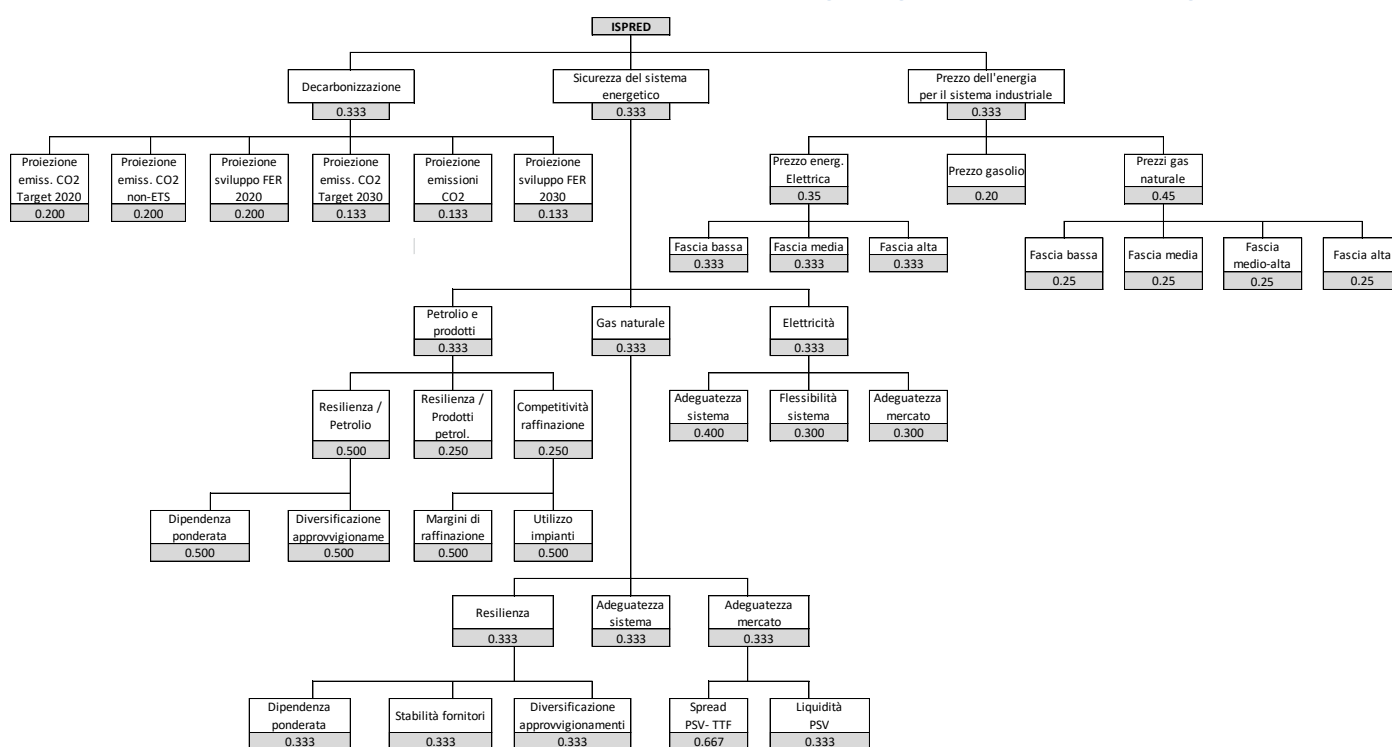 ISPRED
Decarbonizzazione
0.333
Sicurezza del sistema
energetico
0.333
Prezzo dell'energia
per il sistema industriale
0.333
Proiezione
emiss. CO2
Target 2020
0.200
Proiezione
emiss. CO2
non-ETS
0.200
Proiezione
sviluppo FER
2020
0.200
Proiezione
emiss. CO2
Target 2030
0.133
Proiezione
emissioni
CO2
0.133
Proiezione
sviluppo FER
2030
0.133
Prezzo energ.
Elettrica
0.35
Prezzo gasolio
0.20
Prezzi gas
naturale
0.45
Fascia bassa
0.333
Fascia media
0.333
Fascia alta
0.333
Fascia bassa
0.25
Fascia media
0.25
Fascia
medio-alta
0.25
Fascia alta
0.25
Petrolio e
prodotti
0.333
Gas naturale
0.333
Elettricità
0.333
Resilienza /
Petrolio
0.500
Resilienza /
Prodotti
petrol.
0.250
Competitività
raffinazione
0.250
Adeguatezza
sistema
0.400
Flessibilità
sistema
0.300
Adeguatezza
mercato
0.300
Dipendenza
ponderata
0.500
Diversificazione
approvvigioname
0.500
Margini di
raffinazione
0.500
Utilizzo
impianti
0.500
Resilienza
0.333
Adeguatezza
sistema
0.333
Adeguatezza
mercato
0.333
Dipendenza
ponderata
0.333
Stabilità fornitori
0.333
Diversificazione
approvvigionamenti
0.333
Spread
PSV- TTF
0.667
Liquidità
PSV
0.333